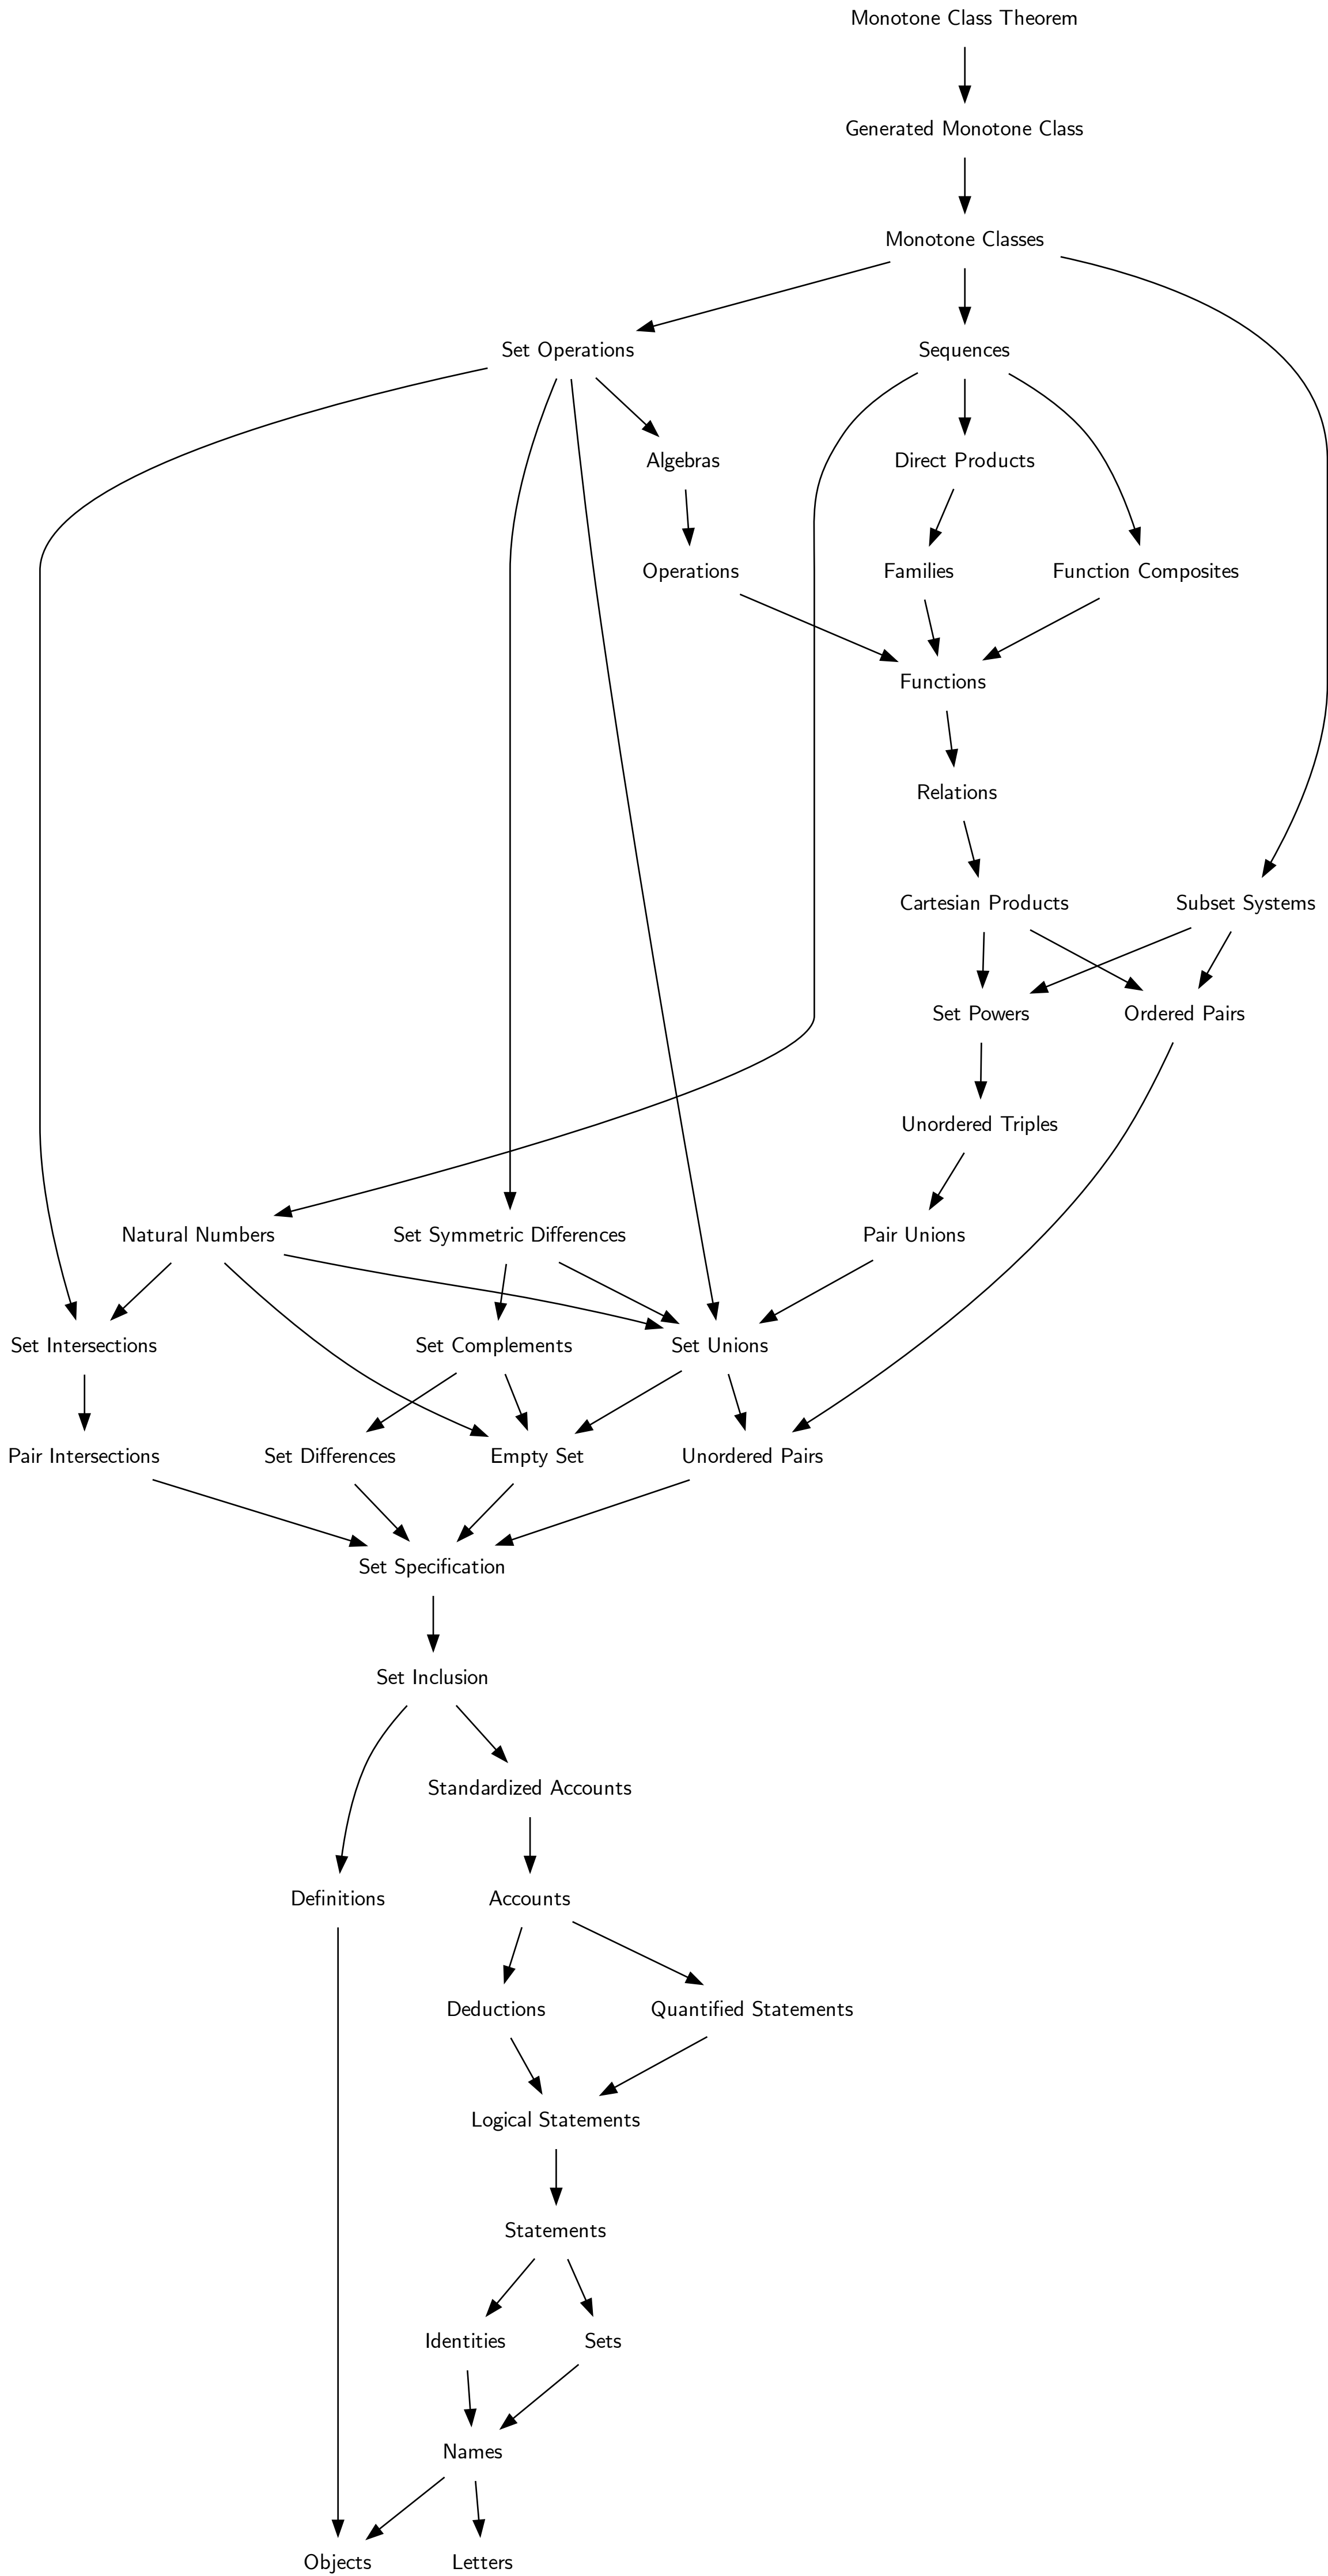 Monotone Class Theorem
Generated Monotone Class
Monotone Classes
Set Operations
Sequences
Algebras
Direct Products
Operations
Families
Function Composites
Functions
Relations
Cartesian Products
Subset Systems
Set Powers
Ordered Pairs
Unordered Triples
Natural Numbers
Set Symmetric Differences
Pair Unions
Set Intersections
Set Complements
Set Unions
Pair Intersections
Set Differences
Empty Set
Unordered Pairs
Set Specification
Set Inclusion
Standardized Accounts
Definitions
Accounts
Deductions
Quantified Statements
Logical Statements
Statements
Identities
Sets
Names
Objects
Letters